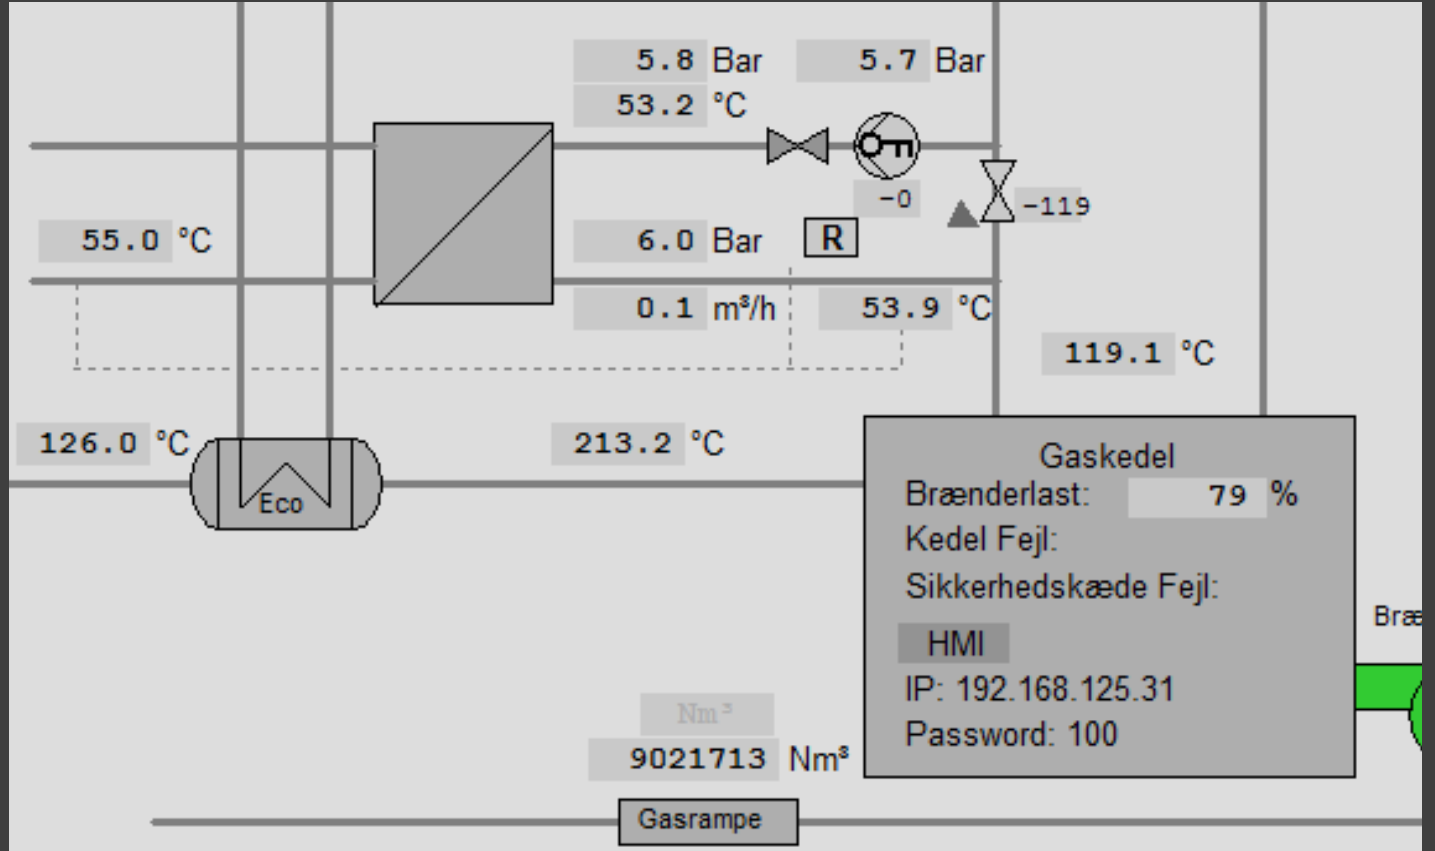 5.8 Bar
5.7 Bar
53.2 °C
-0
-119
55.0 °C
6.0 Bar
R
0.1 m³/h
53.9 °C
119.1 °C
126.0 °C
213.2 °C
Eco
Gaskedel
Brænderlast: 79 %
Kedel Fejl:
Sikkerhedskæde Fejl:
HMI
IP: 192.168.125.31
Password: 100
Bræ
Nm³
9021713 Nm³
Gasrampe